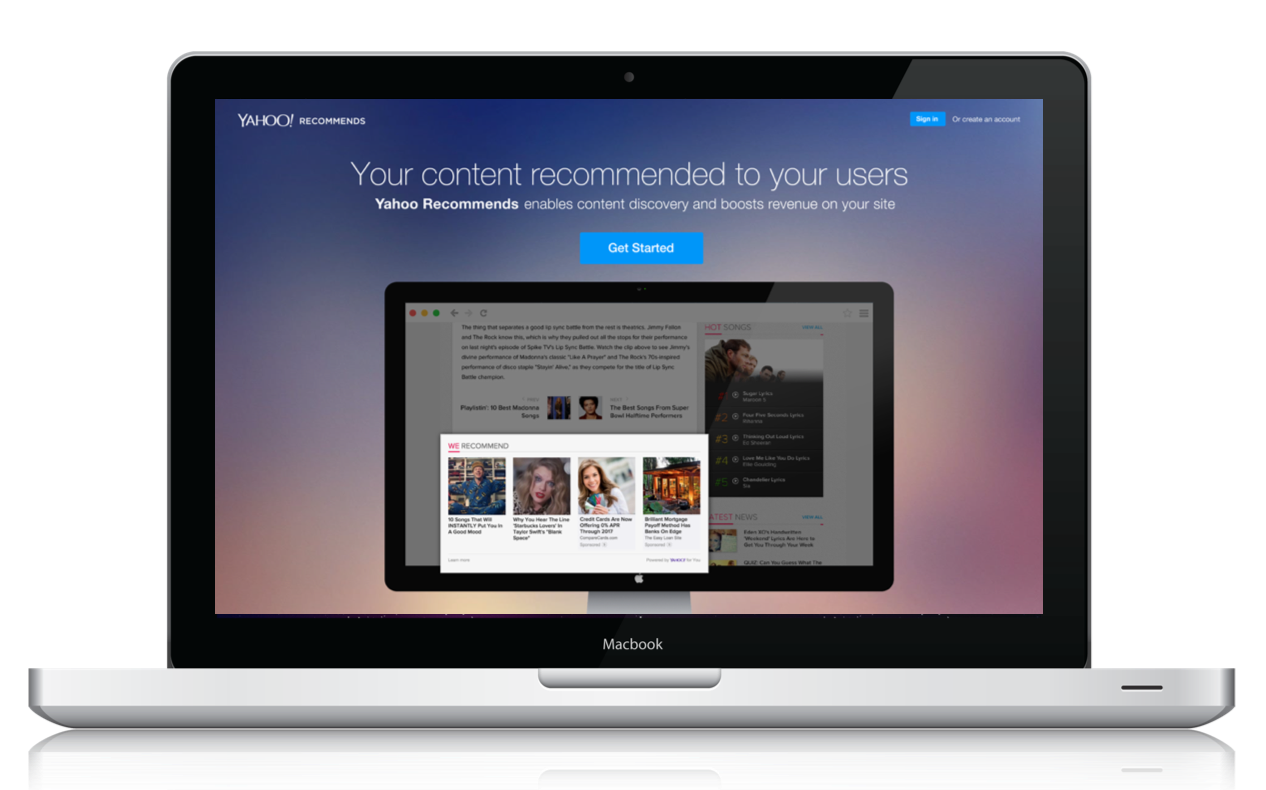 YAHOO! RECOMMENDS
Sign in
Or create an account
Your content recommended to your users
Yahoo Recommends enables content discovery and boosts revenue on your site
Get Started
The thing that separates a good lip sync battle from the rest is theatrics. Jimmy Fallon
and The Rock know this, which is why they pulled out all the stops for their performance
on last night's episode of Spike TV's Lip Sync Battle. Watch the clip above to see Jimmy's
divine performance of Madonna's classic "Like A Prayer" and The Rock's 70s-inspired
performance of disco staple "Stayin' Alive," as they compete for the title of Lip Sync
Battle champion.
Playlistin': 10 Best Madonna
Songs
The Best Songs From Super
Bowl Halftime Performers
HOT SONGS
VIEW ALL
Sugar Lyrics
Maroon 5
#2
Four Five Seconds Lyrics
Rihanna
#3
Thinking Out Loud Lyrics
Ed Sheeran
#4
Love Me Like You Do Lyrics
Ellie Goulding
#5
Chandelier Lyrics
Sia
LATEST NEWS
VIEW ALL
'Weekend' Lyrics Are Here to
Get You Through Your Week
QUIZ: Can You Guess What The
WE RECOMMEND
10 Songs That Will
INSTANTLY Put You In
A Good Mood
Why You Hear The Line
'Starbucks Lovers' In
Taylor Swift's "Blank
Space"
Credit Cards Are Now
Offering 0% APR
Through 2017
CompareCards.com
Sponsored
Brilliant Mortgage
Payoff Method Has
Banks On Edge
The Easy Loan Site
Sponsored
Learn more
Powered by YAHOO! for You
Macbook